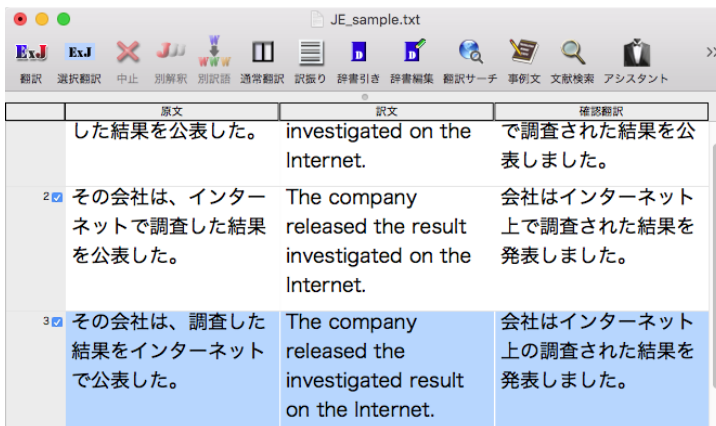 JE_sample.txt
ExJ ExJ JJ W WWW D D
翻訳 選択翻訳 中止 別解釈 別訳語 通常翻訳 訳振り 辞書引き 辞書編集 翻訳サーチ 事例文 文献検索 アシスタント
原文 訳文 確認翻訳
した結果を公表した。 investigated on the で調査された結果を公
Internet. 表しました。
2 その会社は、インター The company 会社はインターネット
ネットで調査した結果 released the result 上で調査された結果を
を公表した。 investigated on the 発表しました。
Internet.
3 その会社は、調査した The company 会社はインターネット
結果をインターネット released the 上の調査された結果を
で公表した。 investigated result 発表しました。
on the Internet.